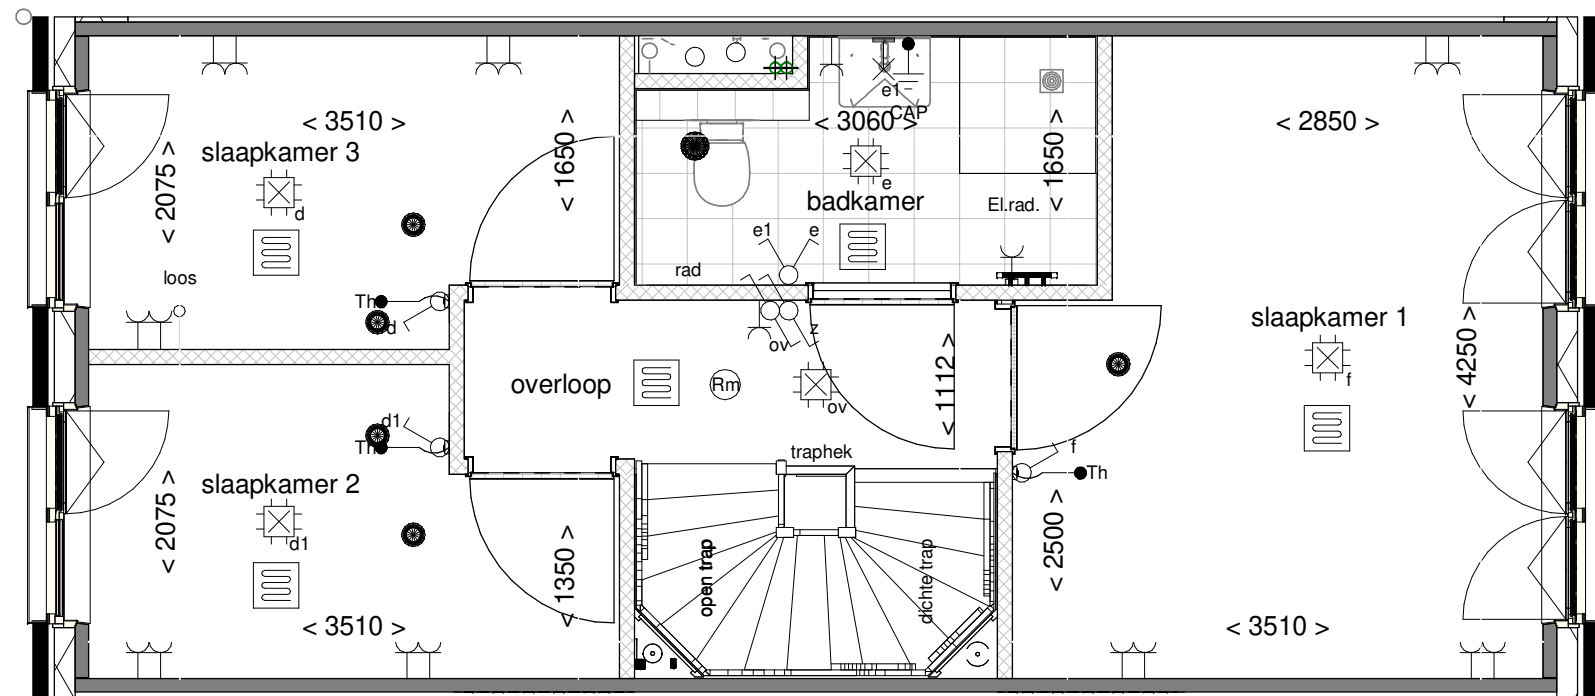 e1
CAP
< 3510 >
< 3060 >
< 2850 >
slaapkamer 3
< 2075 >
< 1650 >
< 1650 >
d
e
badkamer
El.rad.
e1
e
rad
loos
Th
d
z
ov
slaapkamer 1
f
< 4250 >
overloop
Rm
ov
< 1112 >
d1
Th
traphek
f
Th
slaapkamer 2
d1
< 2075 >
< 1350 >
open trap
dichte trap
< 2500 >
< 3510 >
< 3510 >